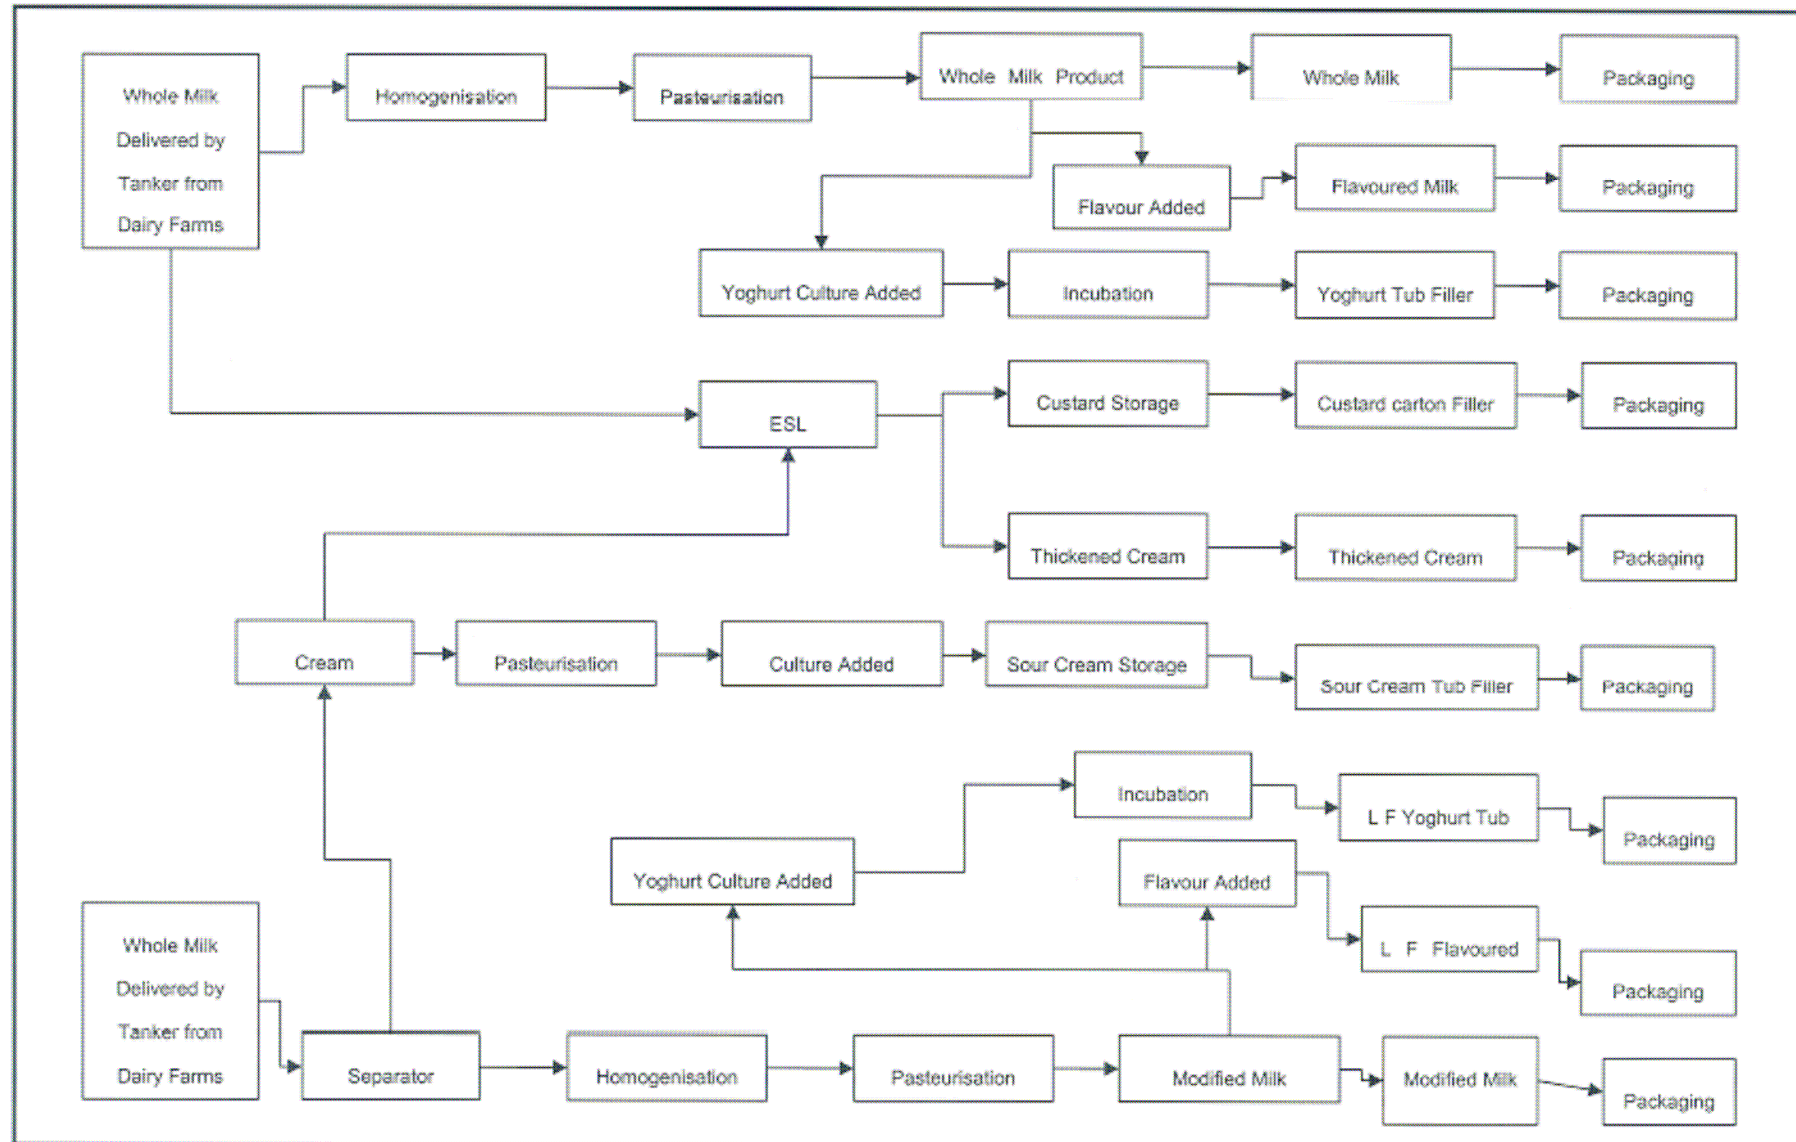 Whole Milk
Delivered by
Tanker from
Dairy Farms
Homogenisation
Pasteurisation
Whole Milk Product
Whole Milk
Packaging
Flavour Added
Flavoured Milk
Packaging
Yoghurt Culture Added
Incubation
Yoghurt Tub Filler
Packaging
ESL
Custard Storage
Custard carton Filler
Packaging
Thickened Cream
Thickened Cream
Packaging
Cream
Pasteurisation
Culture Added
Sour Cream Storage
Sour Cream Tub Filler
Packaging
Yoghurt Culture Added
Incubation
L F Yoghurt Tub
Packaging
Flavour Added
L F Flavoured
Packaging
Whole Milk
Delivered by
Tanker from
Dairy Farms
Separator
Homogenisation
Pasteurisation
Modified Milk
Modified Milk
Packaging